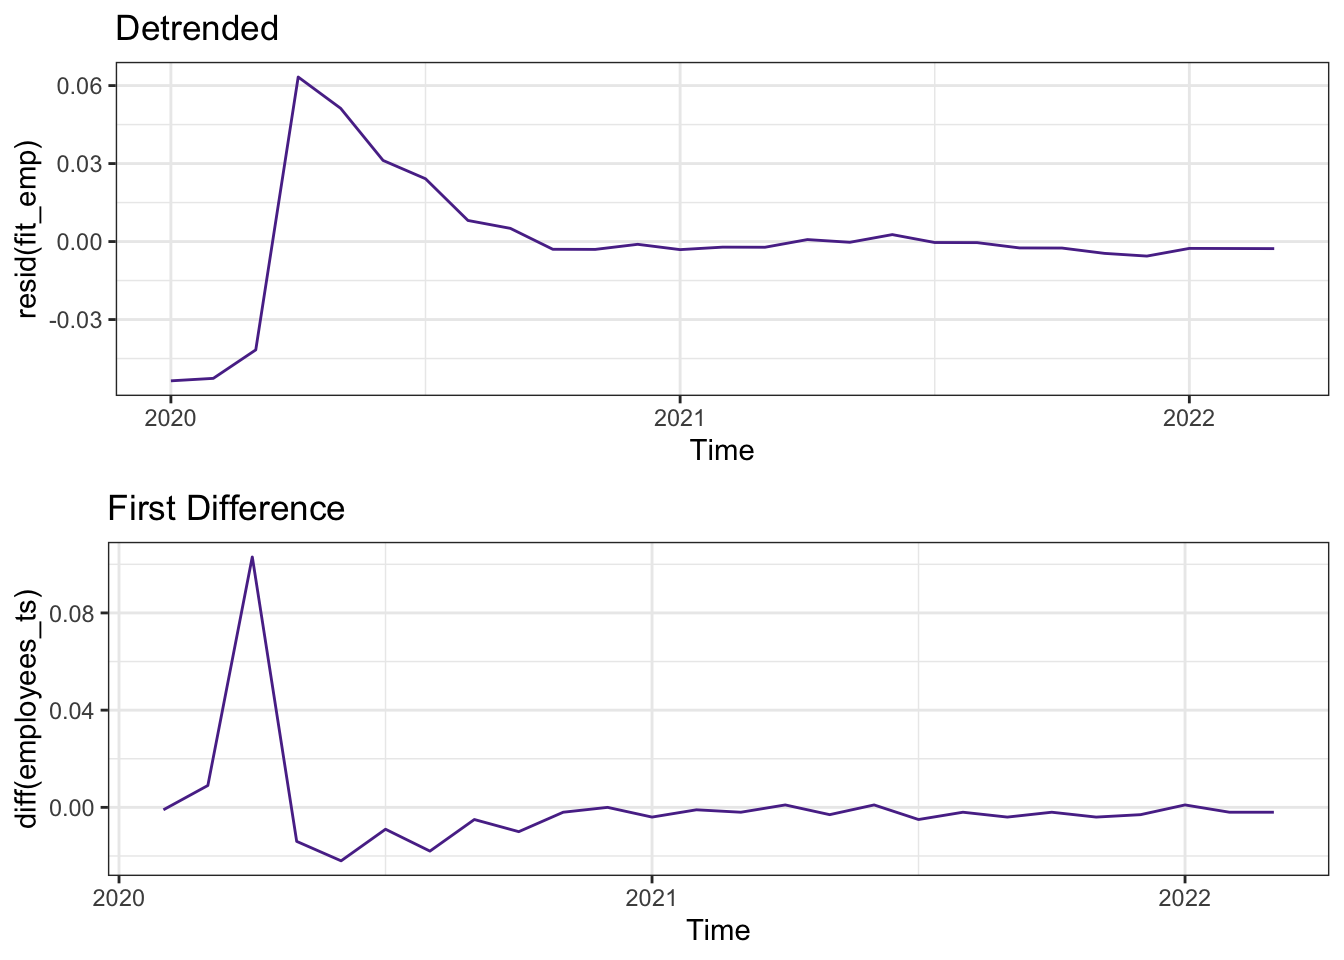 Detrended
resid(fit_emp)
0.06
0.03
0.00
-0.03
2020 2021 2022
Time
First Difference
diff(employees_ts)
0.08
0.04
0.00
2020 2021 2022
Time